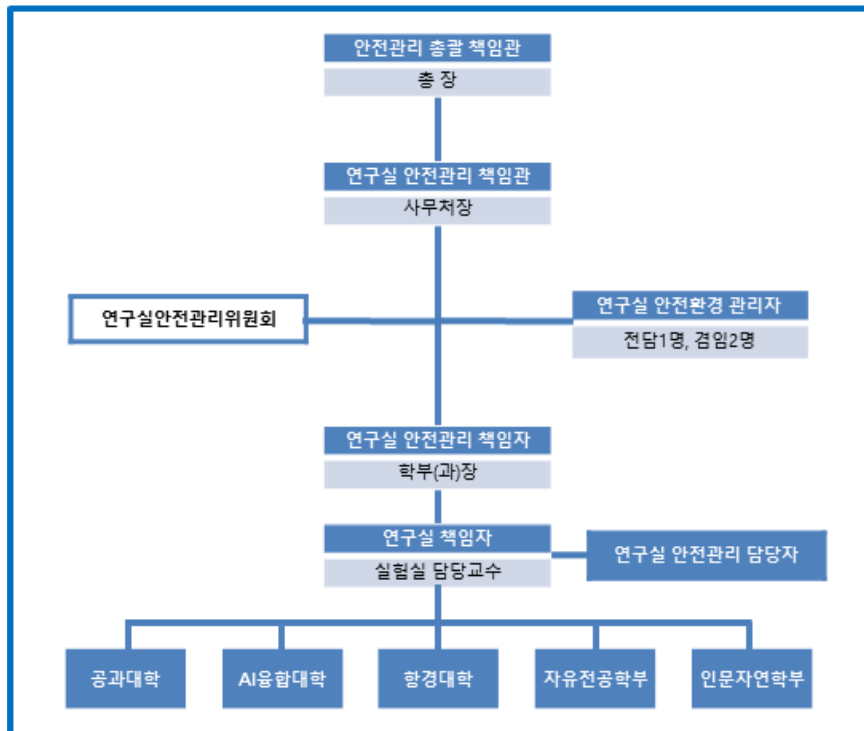 안전관리 총괄 책임관
총 장
연구실 안전관리 책임관
사무처장
연구실안전관리위원회
연구실 안전환경 관리자
전담1명, 겸임2명
연구실 안전관리 책임자
학부(과)장
연구실 책임자
실험실 담당교수
연구실 안전관리 담당자
공과대학
AI융합대학
항경대학
자유전공학부
인문자연학부